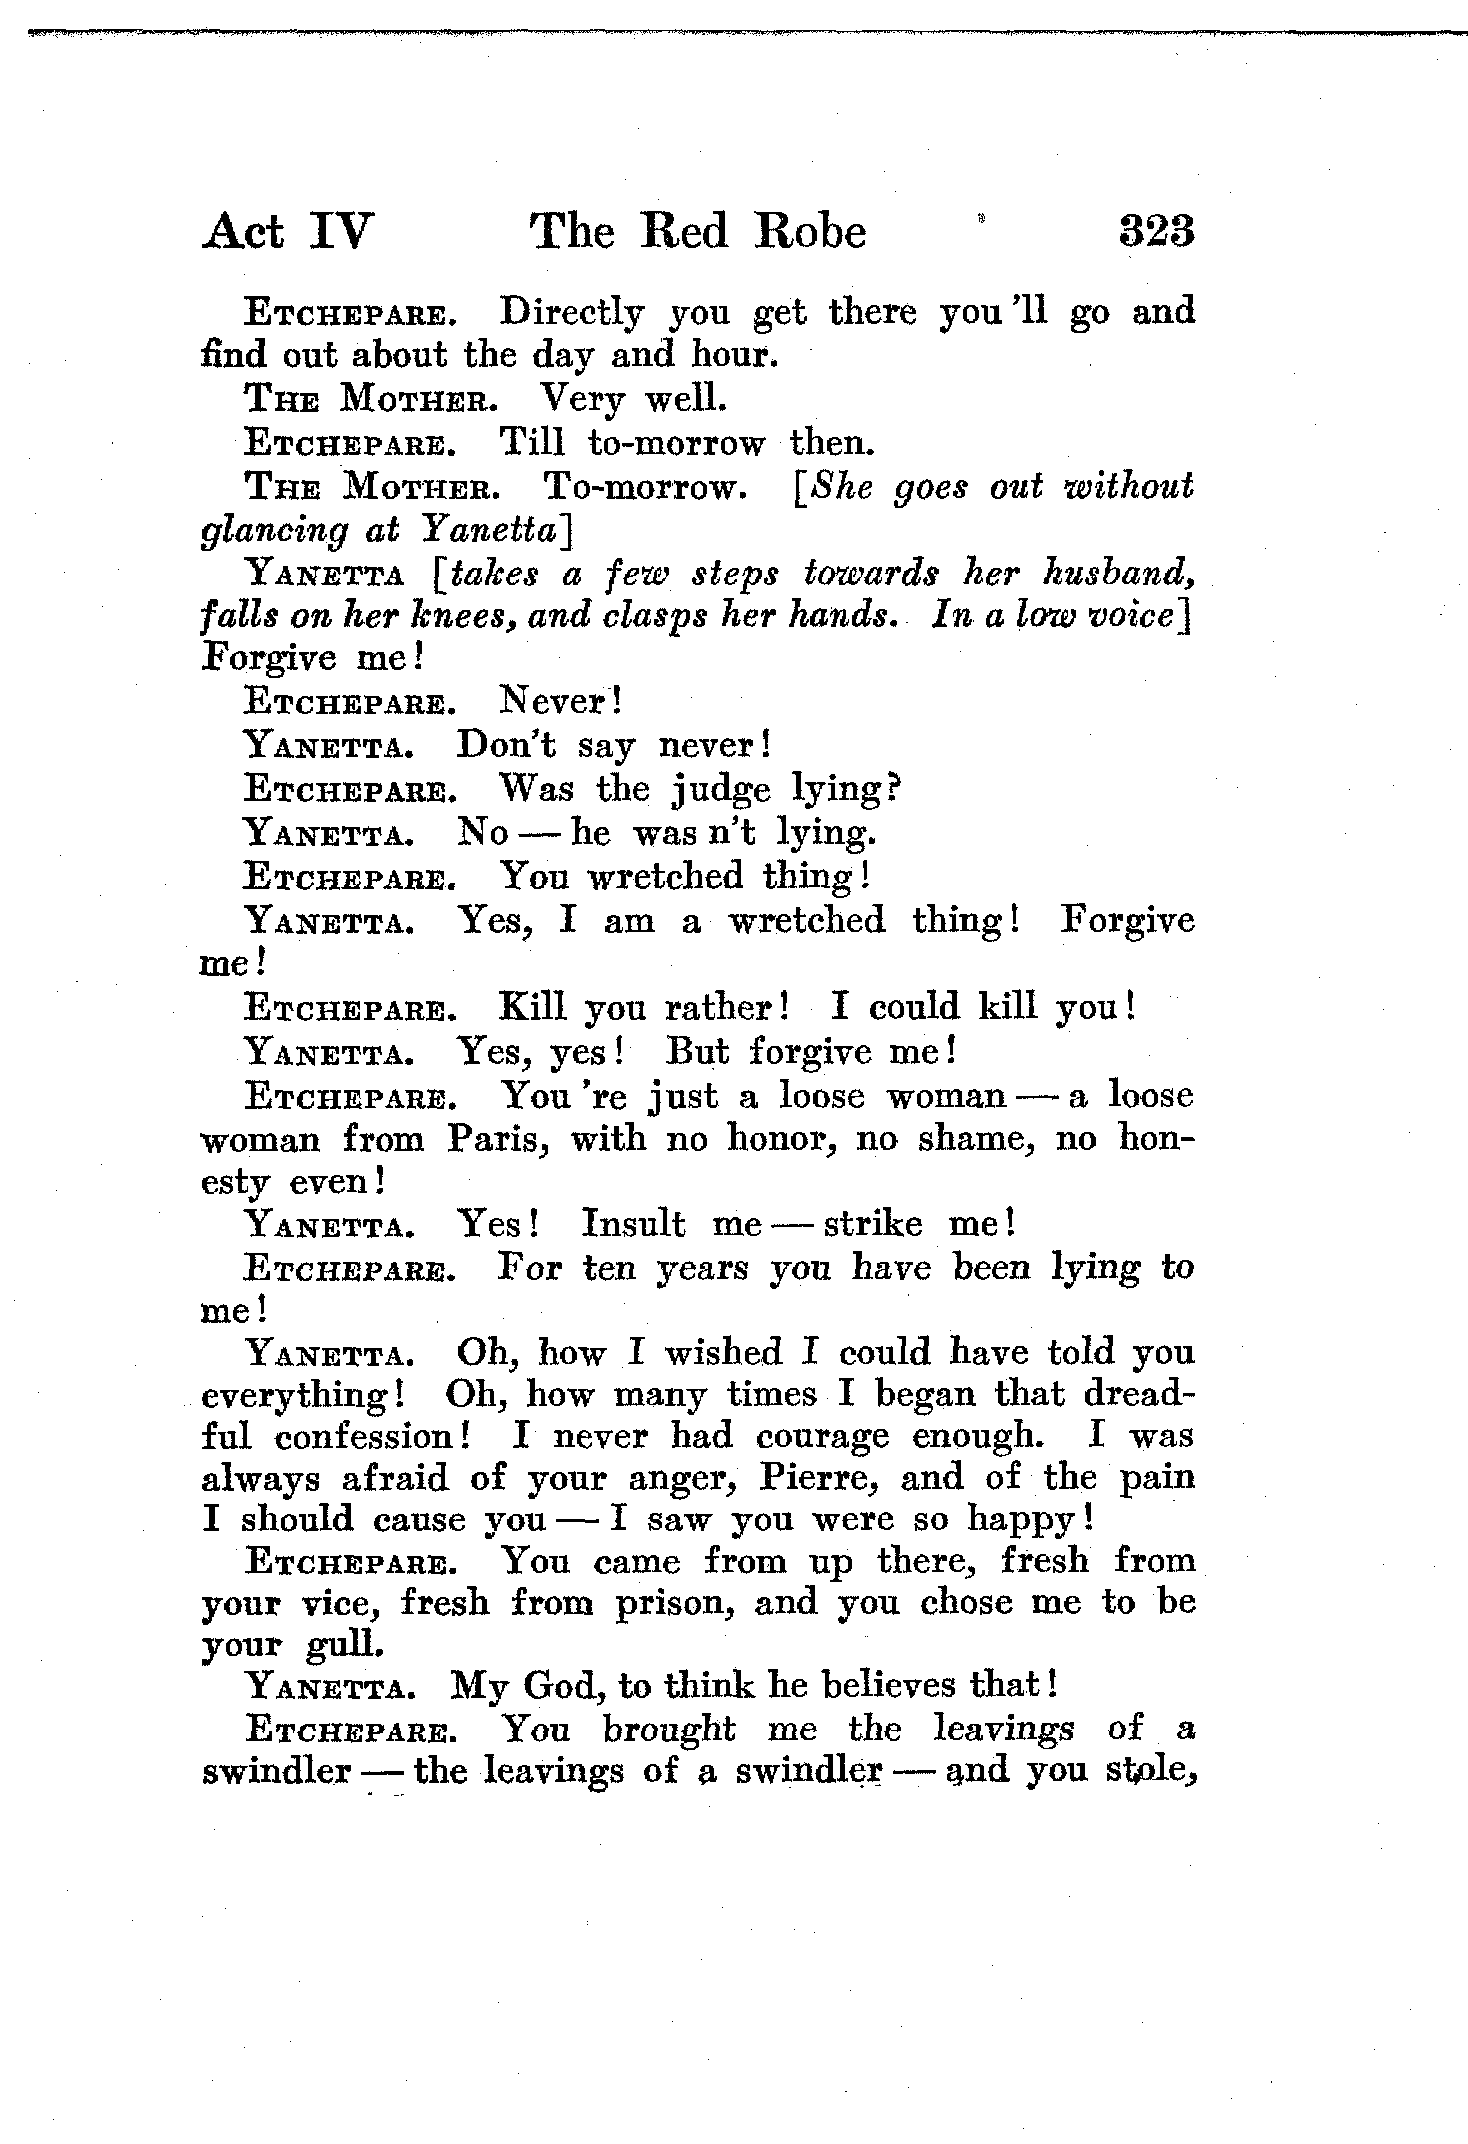 Act IV The Red Robe 323
ETCHEPARE. Directly you get there you 'll go and
find out about the day and hour.
THE MOTHER. Very well.
ETCHEPARE. Till to-morrow then.
THE MOTHER. To-morrow. [She goes out without
glancing at Yanetta]
YANETTA [takes a few steps towards her husband,
falls on her knees, and clasps her hands. In a low voice]
Forgive me!
ETCHEPARE. Never!
YANETTA. Don't say never!
ETCHEPARE. Was the judge lying?
YANETTA. No — he was n't lying.
ETCHEPARE. You wretched thing!
YANETTA. Yes, I am a wretched thing! Forgive
me!
ETCHEPARE. Kill you rather! I could kill you!
YANETTA. Yes, yes! But forgive me!
ETCHEPARE. You 're just a loose woman — a loose
woman from Paris, with no honor, no shame, no hon-
esty even!
YANETTA. Yes! Insult me — strike me!
ETCHEPARE. For ten years you have been lying to
me!
YANETTA. Oh, how I wished I could have told you
everything! Oh, how many times I began that dread-
ful confession! I never had courage enough. I was
always afraid of your anger, Pierre, and of the pain
I should cause you — I saw you were so happy!
ETCHEPARE. You came from up there, fresh from
your vice, fresh from prison, and you chose me to be
your gull.
YANETTA. My God, to think he believes that!
ETCHEPARE. You brought me the leavings of a
swindler — the leavings of a swindler — and you stole,